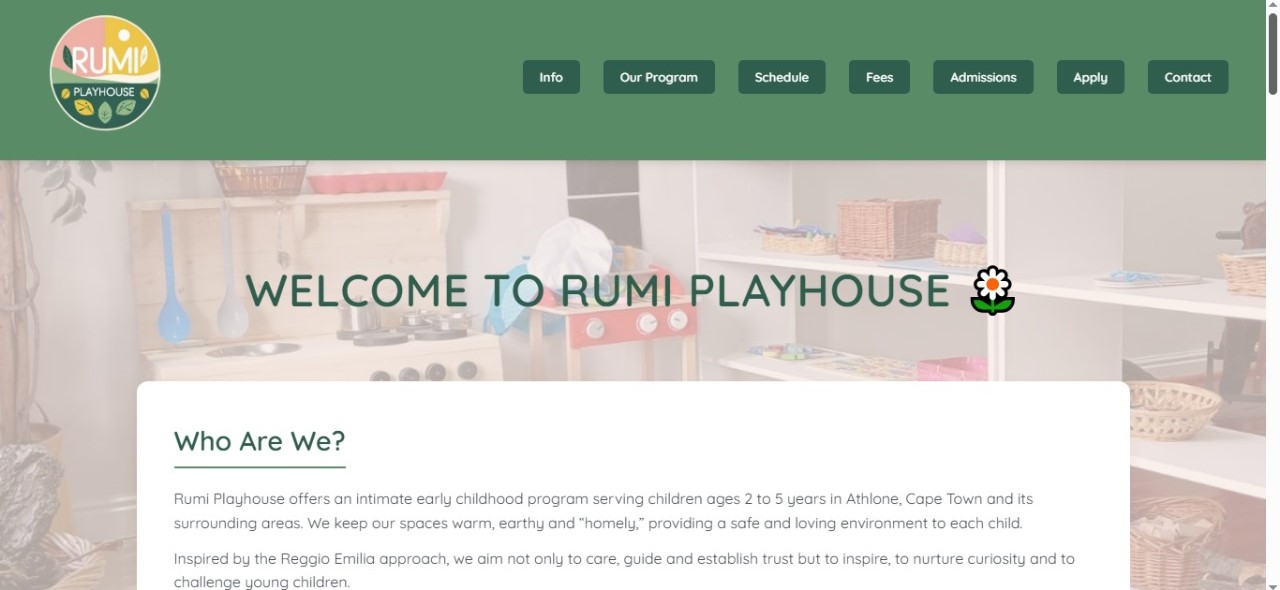 RUMI
PLAYHOUSE
Info
Our Program
Schedule
Fees
Admissions
Apply
Contact
WELCOME TO RUMI PLAYHOUSE 🌼
Who Are We?
Rumi Playhouse offers an intimate early childhood program serving children ages 2 to 5 years in Athlone, Cape Town and its
surrounding areas. We keep our spaces warm, earthy and “homely,” providing a safe and loving environment to each child.
Inspired by the Reggio Emilia approach, we aim not only to care, guide and establish trust but to inspire, to nurture curiosity and to
challenge young children.